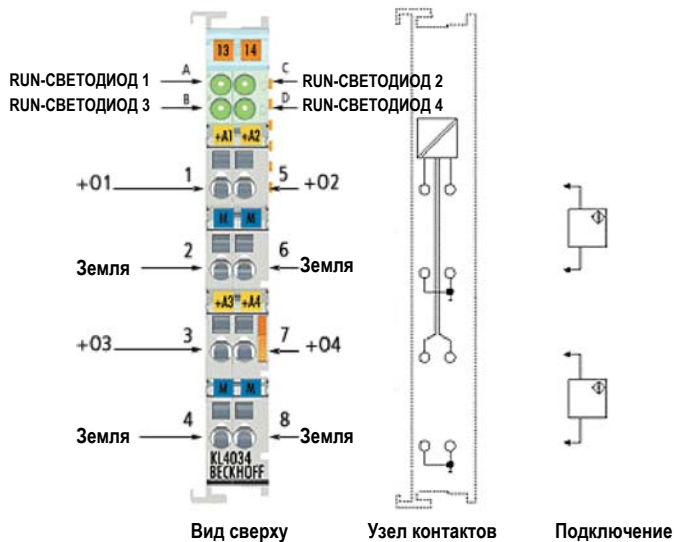 13 14
A C
RUN-СВЕТОДИОД 1 RUN-СВЕТОДИОД 2
RUN-СВЕТОДИОД 3 B D RUN-СВЕТОДИОД 4
+A1 +A2
+O1 1 5 +O2
M M
Земля 2 6 Земля
+A3 +A4
+O3 3 7 +O4
M M
Земля 4 8 Земля
KL4034
BECKHOFF
Вид сверху Узел контактов Подключение